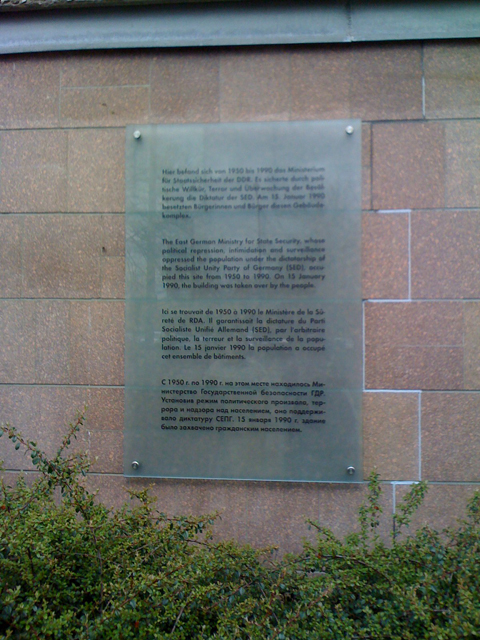 Hier befand sich von 1950 bis 1990 das Ministerium
für Staatssicherheit der DDR. Es sicherte durch poli-
tische Willkür, Terror und Überwachung der Bevöl-
kerung die Diktatur der SED. Am 15. Januar 1990
besetzten Bürgerinnen und Bürger diesen Gebäude-
komplex.
The East German Ministry for State Security, whose
political repression, intimidation and surveillance
oppressed the population under the dictatorship of
the Socialist Unity Party of Germany (SED), occu-
pied this site from 1950 to 1990. On 15 January
1990, the building was taken over by the people.
Ici se trouvait de 1950 à 1990 le Ministère de la Sû-
reté de RDA. Il garantissait la dictature du Parti
Socialiste Unifié Allemand (SED), par l'arbitraire
politique, la terreur et la surveillance de la popu-
lation. Le 15 janvier 1990 la population a occupé
cet ensemble de bâtiments.
С 1950 г. по 1990 г. на этом месте находилась Ми-
нистерство Государственной безопасности ГДР.
Установив режим политического произвола, тер-
рора и надзора над населением, оно поддержи-
вало диктатуру СЕПГ. 15 января 1990 г. здание
было захвачено гражданским населением.